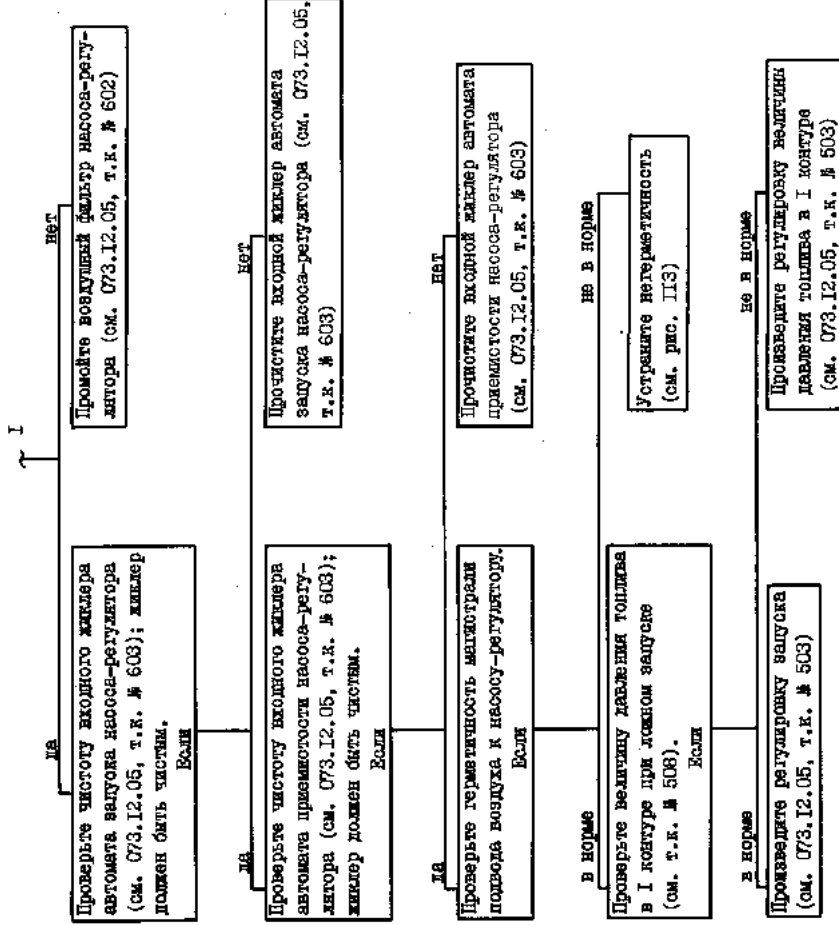 I
да
нет
Проверьте чистоту входного жиклера
автомата запуска насоса-регулятора
(см. 073.12.05, т.к. № 603); жиклер
должен быть чистым.
Если
Промойте воздушный фильтр насоса-регу-
лятора (см. 073.12.05, т.к. № 602)
да
нет
Проверьте чистоту входного жиклера
автомата приемистости насоса-регу-
лятора (см. 073.12.05, т.к. № 603);
жиклер должен быть чистым.
Если
Прочистите входной жиклер автомата
запуска насоса-регулятора (см. 073.12.05,
т.к. № 603)
да
нет
Проверьте герметичность магистрали
подвода воздуха к насосу-регулятору.
Если
Прочистите входной жиклер автомата
приемистости насоса-регулятора
(см. 073.12.05, т.к. № 603)
в норме
не в норме
Проверьте величину давления топлива
в I контуре при ложном запуске
(см. т.к. № 508).
Если
Устраните негерметичность
(см. рис. 113)
в норме
не в норме
Произведите регулировку запуска
(см. 073.12.05, т.к. № 503)
Произведите регулировку величины
давления топлива в I контуре
(см. 073.12.05, т.к. № 503)